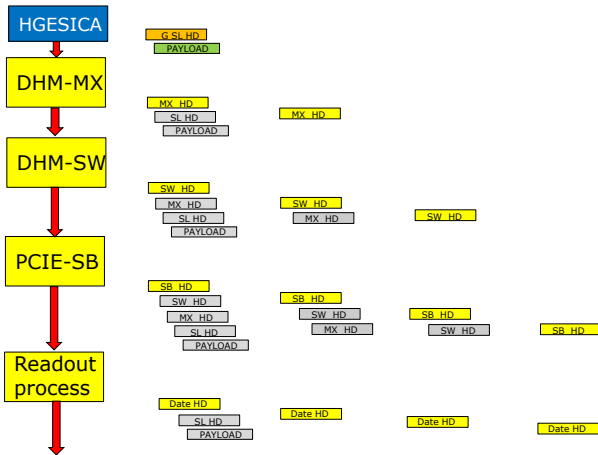 HGESICA
G SL HD
PAYLOAD
DHM-MX
MX HD
SL HD
PAYLOAD
MX HD
DHM-SW
SW HD
MX HD
SL HD
PAYLOAD
SW HD
MX HD
SW HD
PCIE-SB
SB HD
SW HD
MX HD
SL HD
PAYLOAD
SB HD
SW HD
MX HD
SB HD
SW HD
SB HD
Readout
process
Date HD
SL HD
PAYLOAD
Date HD
Date HD
Date HD